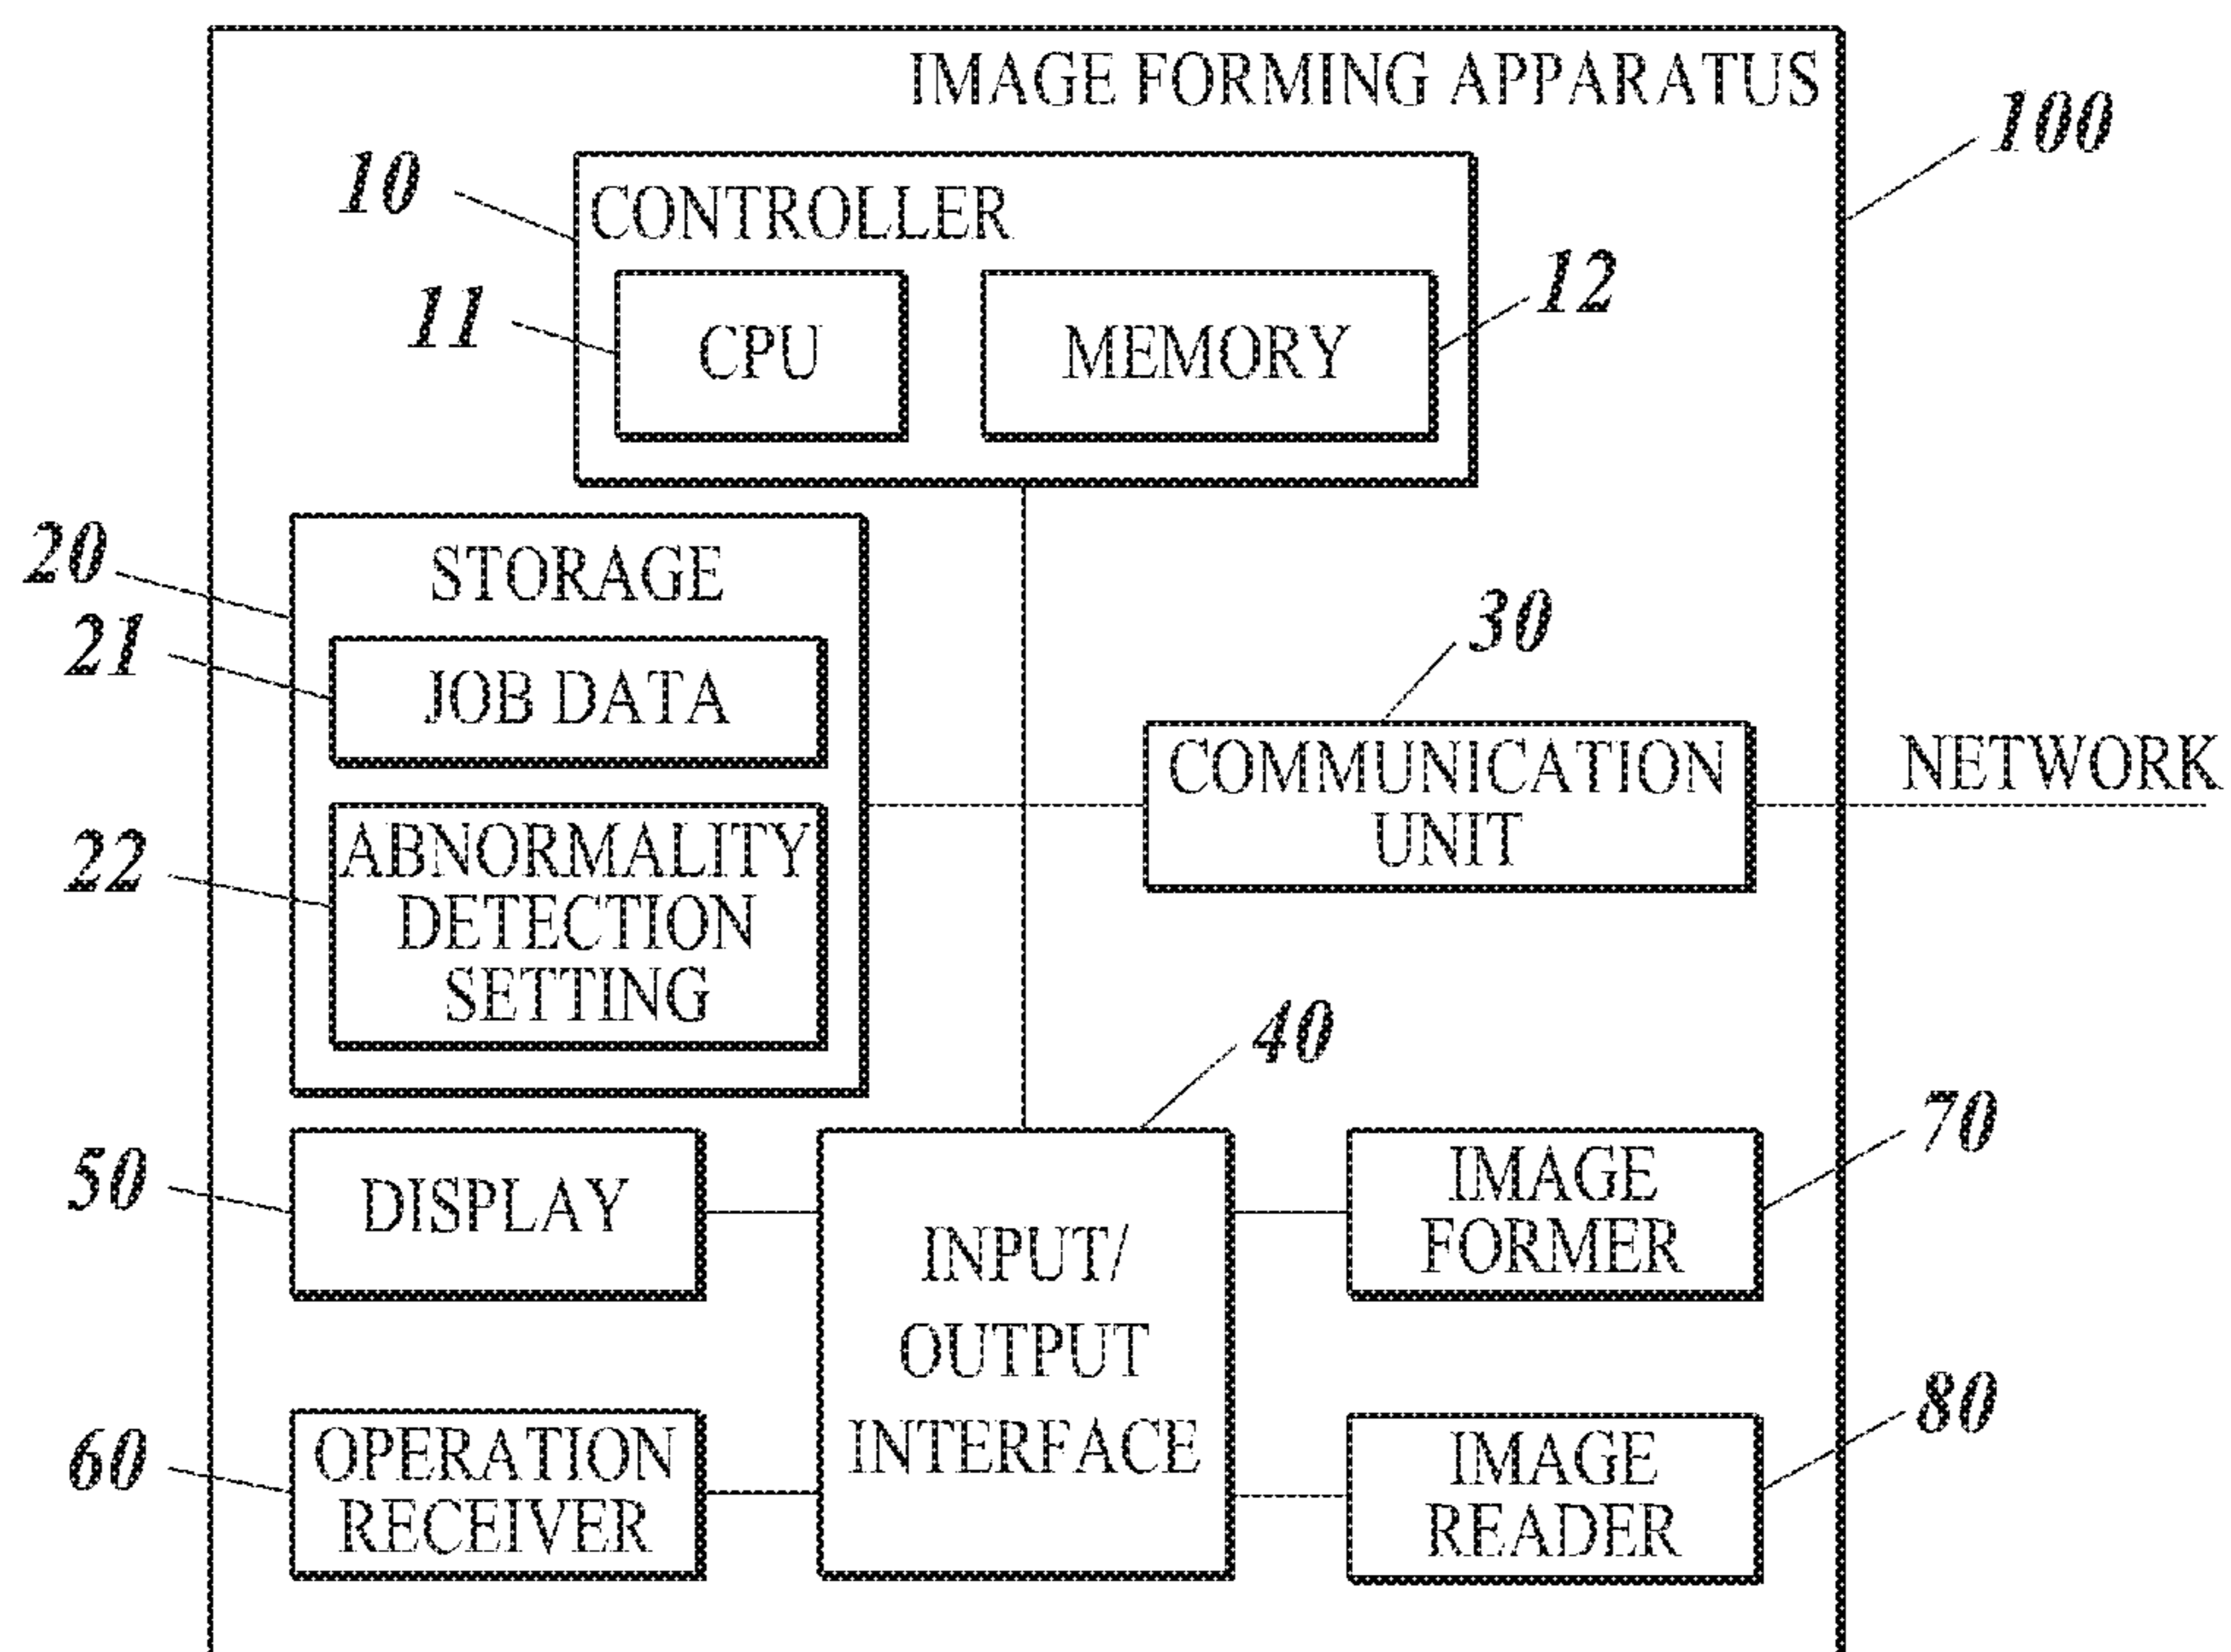 IMAGE FORMING APPARATUS
100
10
CONTROLLER
11
CPU
MEMORY
12
20
STORAGE
21
JOB DATA
22
ABNORMALITY
DETECTION
SETTING
30
COMMUNICATION
UNIT
NETWORK
40
INPUT/
OUTPUT
INTERFACE
50
DISPLAY
60
OPERATION
RECEIVER
70
IMAGE
FORMER
80
IMAGE
READER